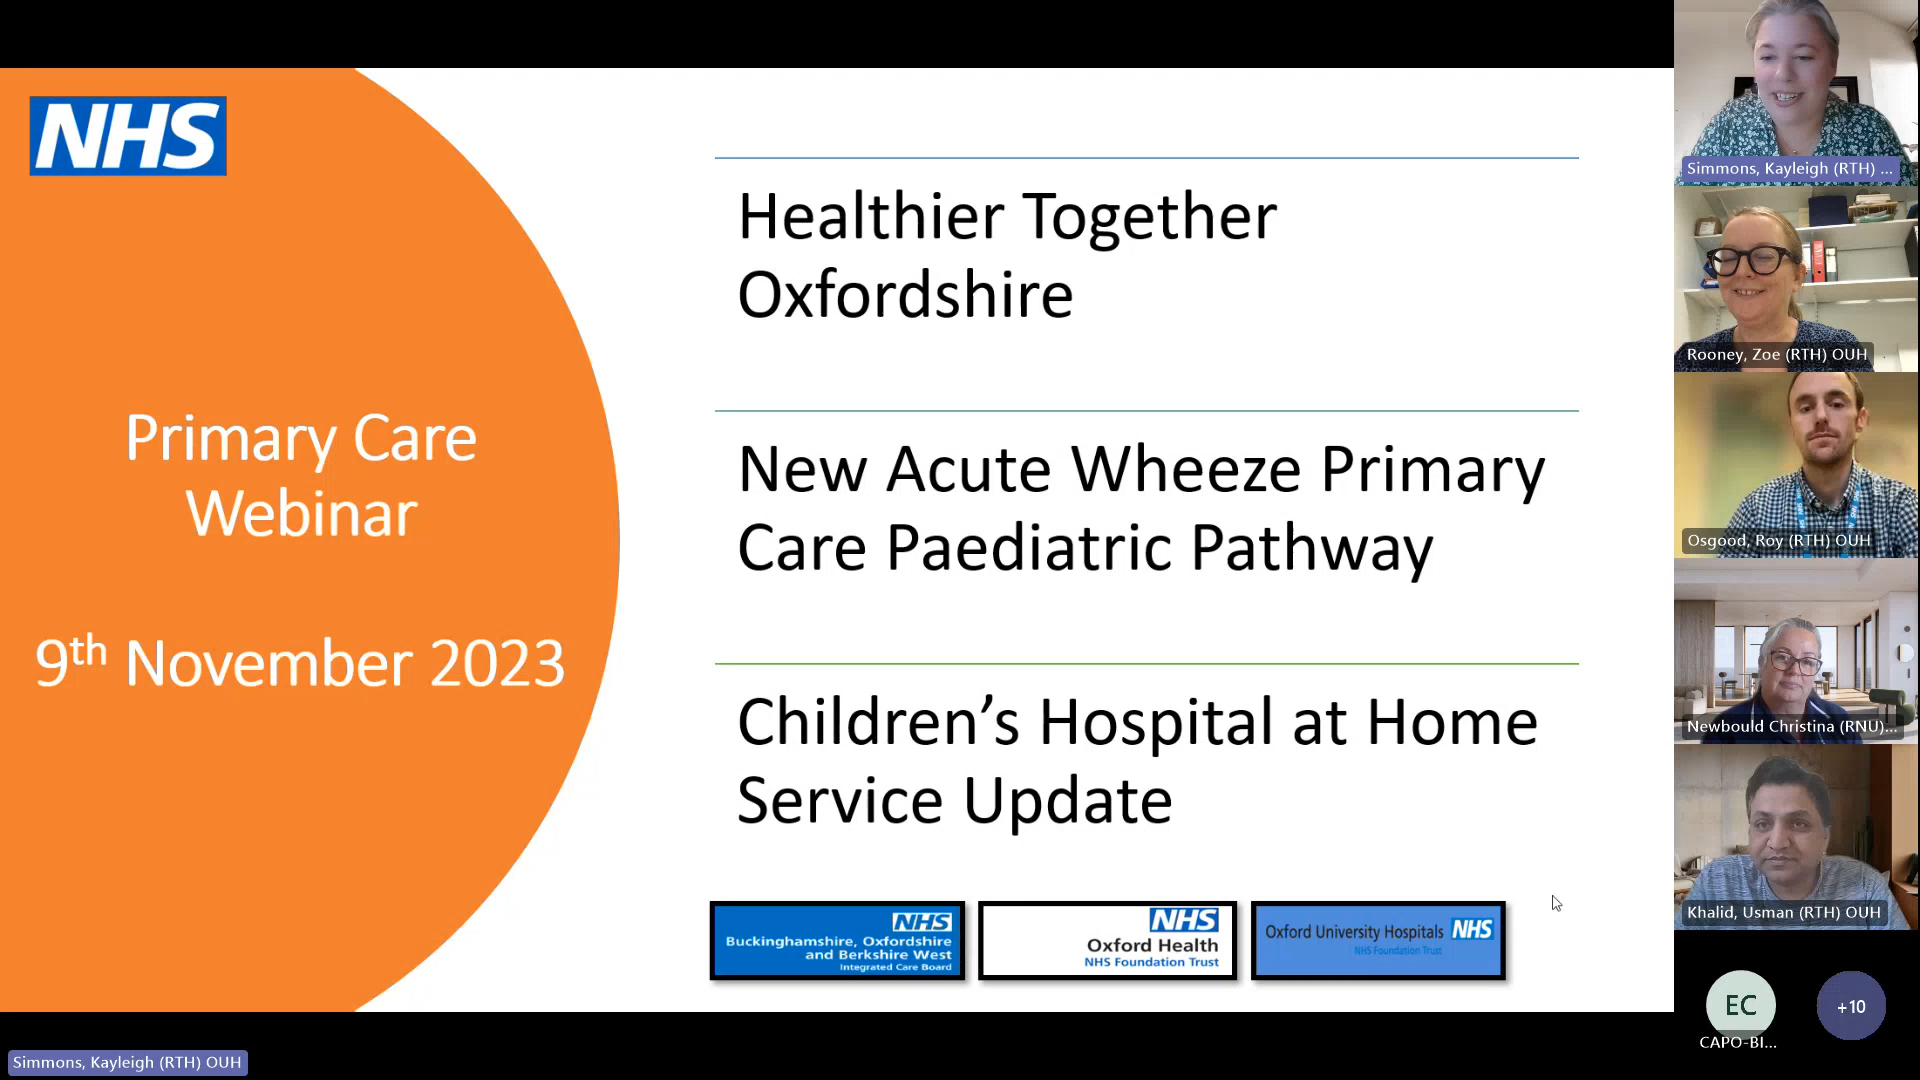 NHS
Primary Care
Webinar
9th November 2023
Healthier Together
Oxfordshire
New Acute Wheeze Primary
Care Paediatric Pathway
Children’s Hospital at Home
Service Update
NHS
Buckinghamshire, Oxfordshire
and Berkshire West
Integrated Care Board
NHS
Oxford Health
NHS Foundation Trust
Oxford University Hospitals NHS
NHS Foundation Trust
Simmons, Kayleigh (RTH) ...
Rooney, Zoe (RTH) OUH
Osgood, Roy (RTH) OUH
Newbould Christina (RNU)...
Khalid, Usman (RTH) OUH
EC
+10
CAPO-BI...
Simmons, Kayleigh (RTH) OUH